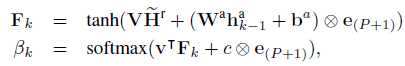 F_k = tanh(VH̃^r + (W^a h^a_{k−1} + b^a) ⊗ e_(P+1))
β_k = softmax(v^⊺F_k + c ⊗ e_(P+1)),